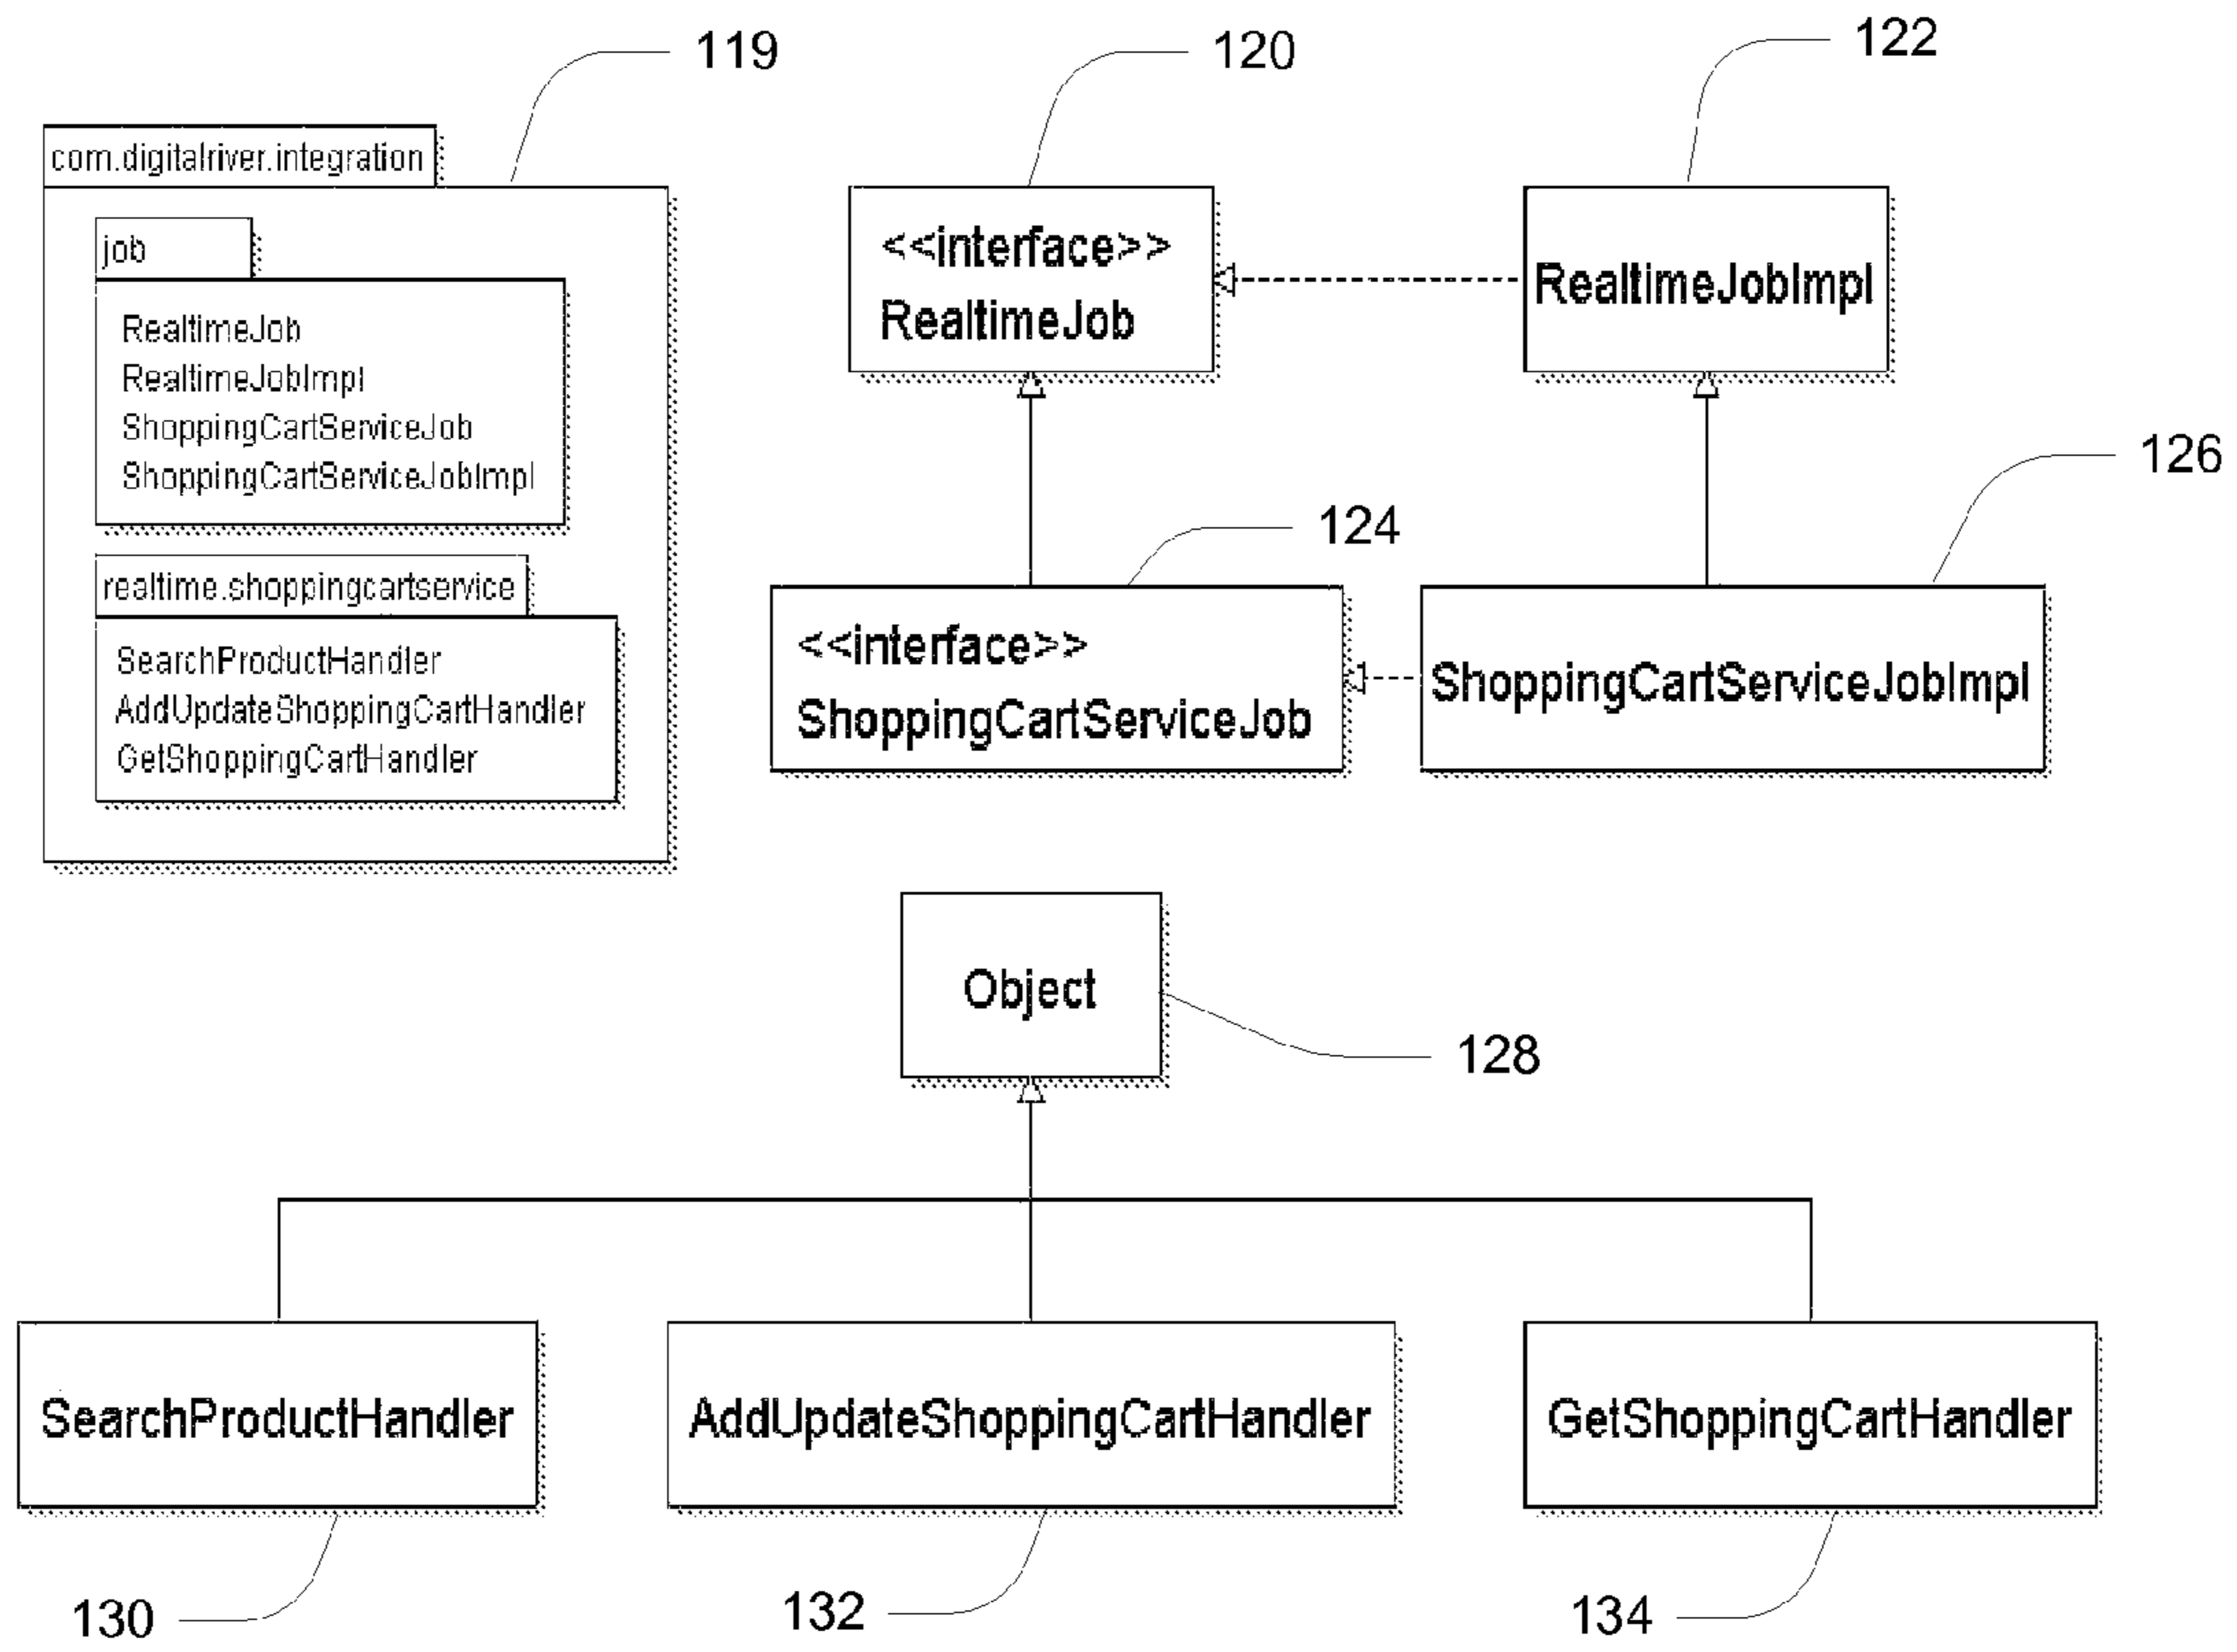 119
120
122
com.digitalriver.integration
job
RealtimeJob
RealtimeJobImpl
ShoppingCartServiceJob
ShoppingCartServiceJobImpl
realtime.shoppingcartservice
SearchProductHandler
AddUpdateShoppingCartHandler
GetShoppingCartHandler
<<interface>>
RealtimeJob
RealtimeJobImpl
124
126
<<interface>>
ShoppingCartServiceJob
ShoppingCartServiceJobImpl
Object
128
SearchProductHandler
AddUpdateShoppingCartHandler
GetShoppingCartHandler
130
132
134